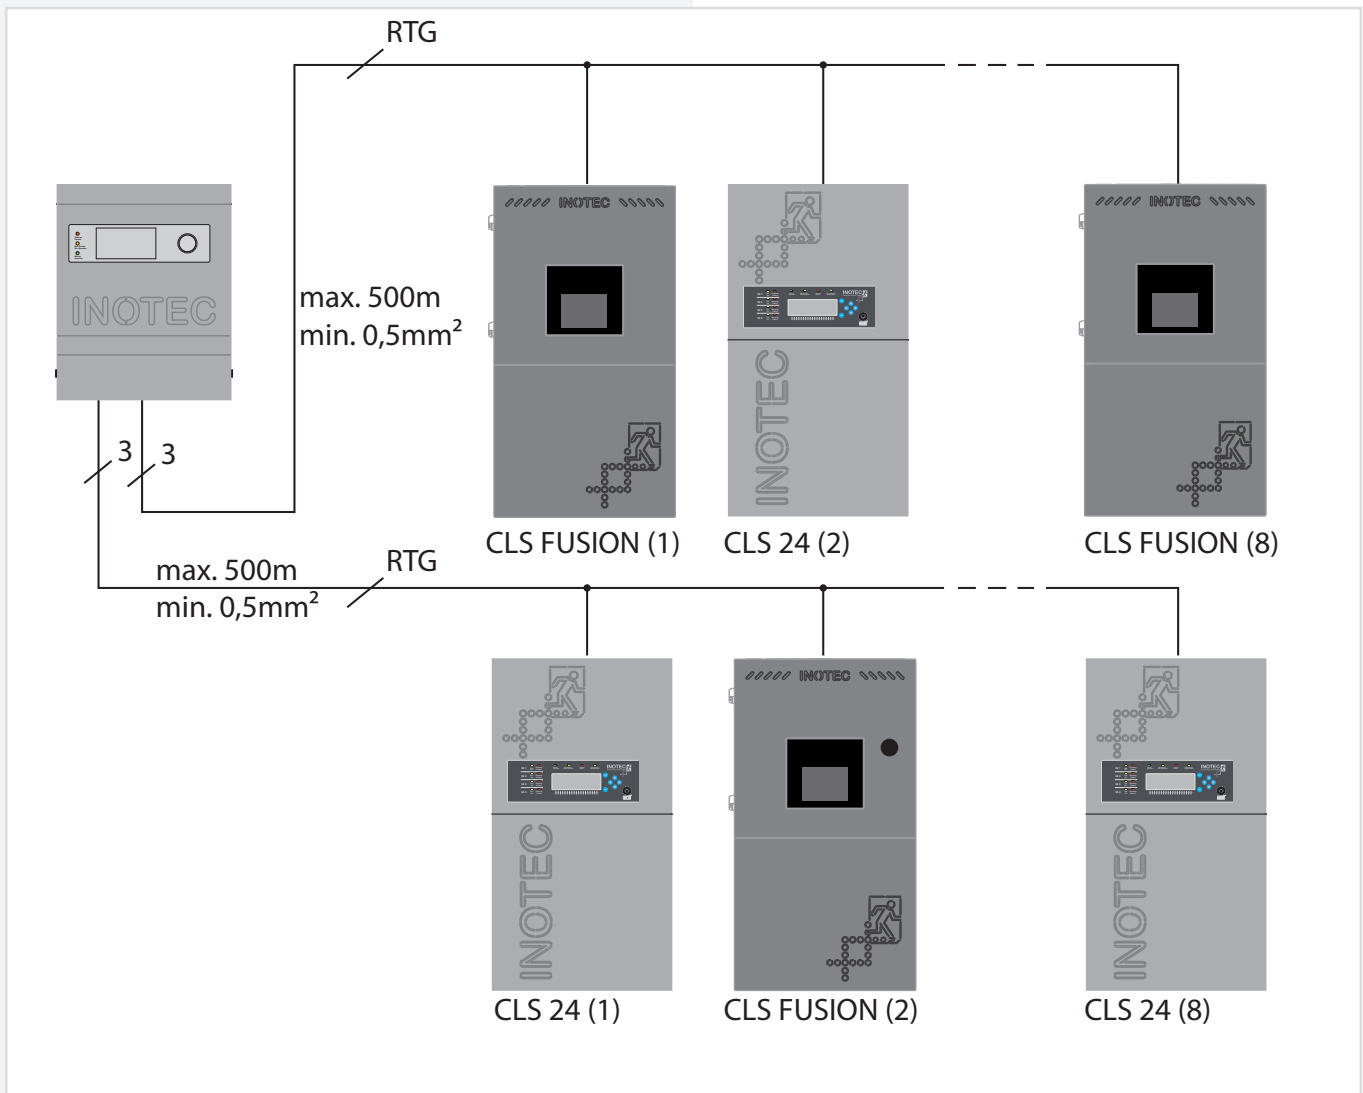 RTG
INOTEC
INOTEC
INOTEC
INOTEC
INOTEC
max. 500m
min. 0,5mm²
INOTEC
3
3
CLS FUSION (1)
CLS 24 (2)
CLS FUSION (8)
RTG
max. 500m
min. 0,5mm²
INOTEC
INOTEC
INOTEC
INOTEC
INOTEC
CLS 24 (1)
CLS FUSION (2)
CLS 24 (8)